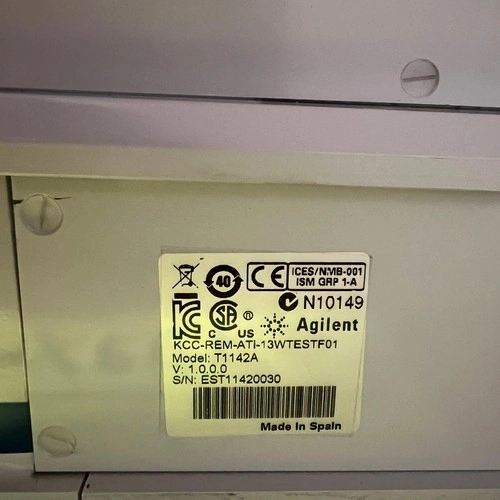 40
CE
ICES/NMB-001
ISM GRP 1-A
N10149
SA
®
C US
Agilent
KCC-REM-ATI-13WTESTF01
Model: T1142A
V: 1.0.0.0
S/N: EST11420030
Made In Spain